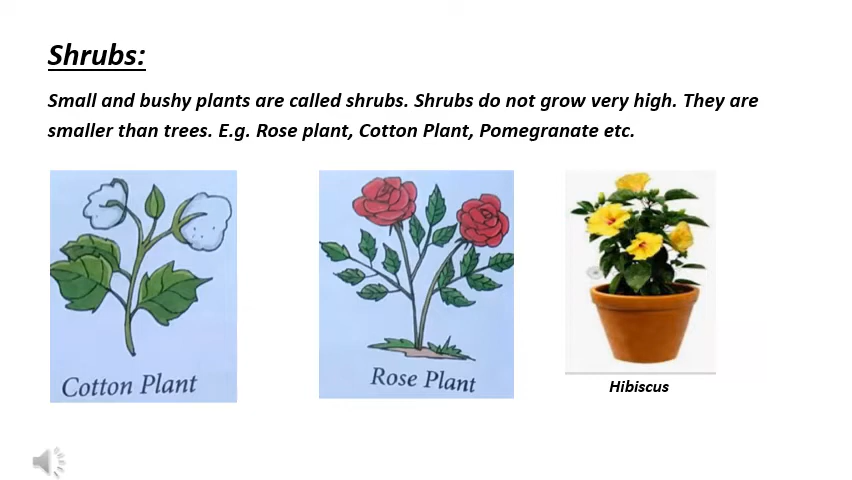 Shrubs:
Small and bushy plants are called shrubs. Shrubs do not grow very high. They are
smaller than trees. E.g. Rose plant, Cotton Plant, Pomegranate etc.
Cotton Plant
Rose Plant
Hibiscus